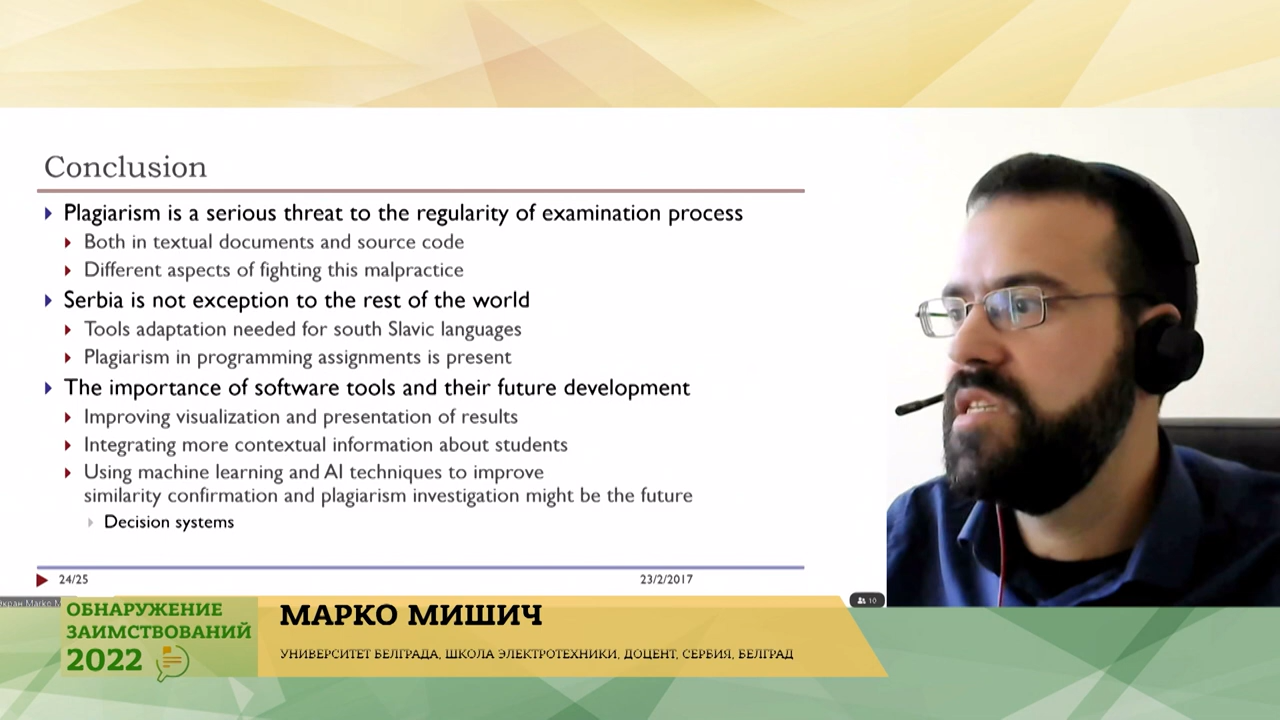 Conclusion
Plagiarism is a serious threat to the regularity of examination process
Both in textual documents and source code
Different aspects of fighting this malpractice
Serbia is not exception to the rest of the world
Tools adaptation needed for south Slavic languages
Plagiarism in programming assignments is present
The importance of software tools and their future development
Improving visualization and presentation of results
Integrating more contextual information about students
Using machine learning and AI techniques to improve
similarity confirmation and plagiarism investigation might be the future
Decision systems
24/25
23/2/2017
Marko
10
ОБНАРУЖЕНИЕ
ЗАИМСТВОВАНИЙ
2022
МАРКО МИШИЧ
УНИВЕРСИТЕТ БЕЛГРАДА, ШКОЛА ЭЛЕКТРОТЕХНИКИ, ДОЦЕНТ, СЕРБИЯ, БЕЛГРАД